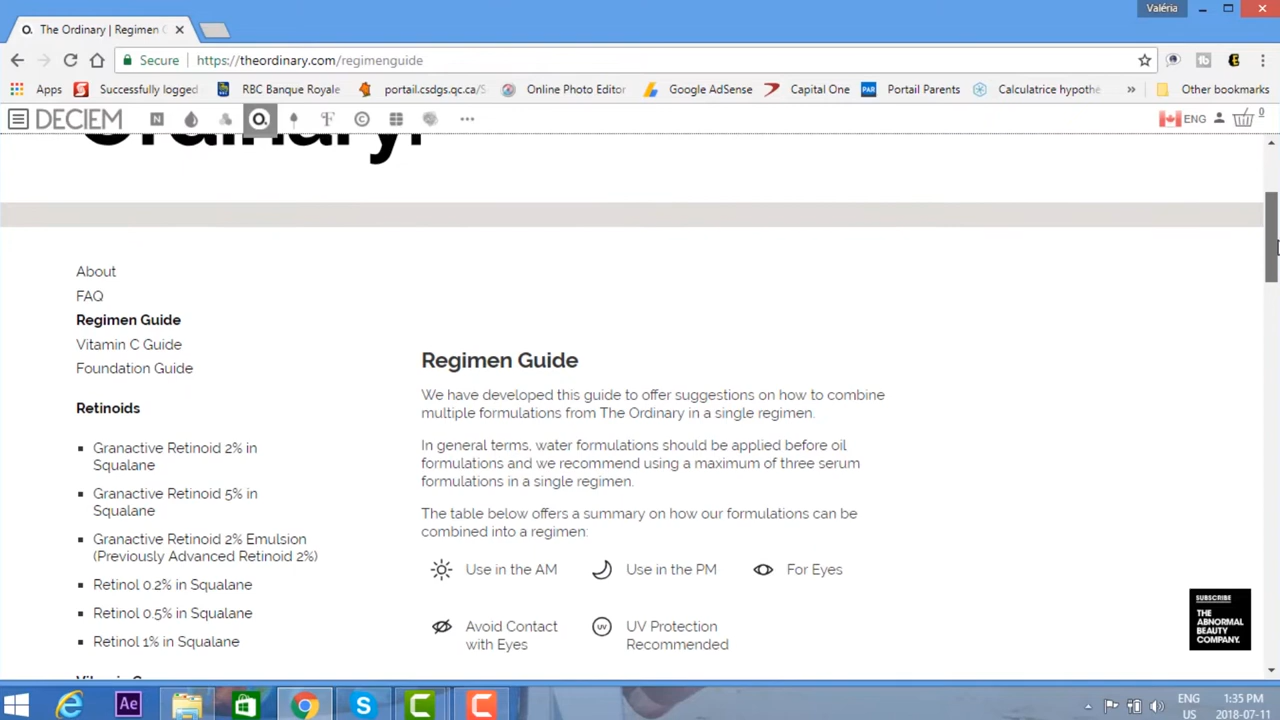 Valéria
O. The Ordinary | Regimen G
Secure https://theordinary.com/regimenguide
Apps Successfully logged RBC Banque Royale portail.csdgs.qc.ca/S Online Photo Editor Google AdSense Capital One Portail Parents Calculatrice hypothe » Other bookmarks
DECIEM N O. T © ENG 0
Ordinary.
About
FAQ
Regimen Guide
Vitamin C Guide
Foundation Guide
Retinoids
Granactive Retinoid 2% in
Squalane
Granactive Retinoid 5% in
Squalane
Granactive Retinoid 2% Emulsion
(Previously Advanced Retinoid 2%)
Retinol 0.2% in Squalane
Retinol 0.5% in Squalane
Retinol 1% in Squalane
Regimen Guide
We have developed this guide to offer suggestions on how to combine
multiple formulations from The Ordinary in a single regimen.
In general terms, water formulations should be applied before oil
formulations and we recommend using a maximum of three serum
formulations in a single regimen.
The table below offers a summary on how our formulations can be
combined into a regimen:
Use in the AM Use in the PM For Eyes
Avoid Contact
with Eyes
UV UV Protection
Recommended
SUBSCRIBE
THE
ABNORMAL
BEAUTY
COMPANY.
Ae
ENG 1:35 PM
US 2018-07-11